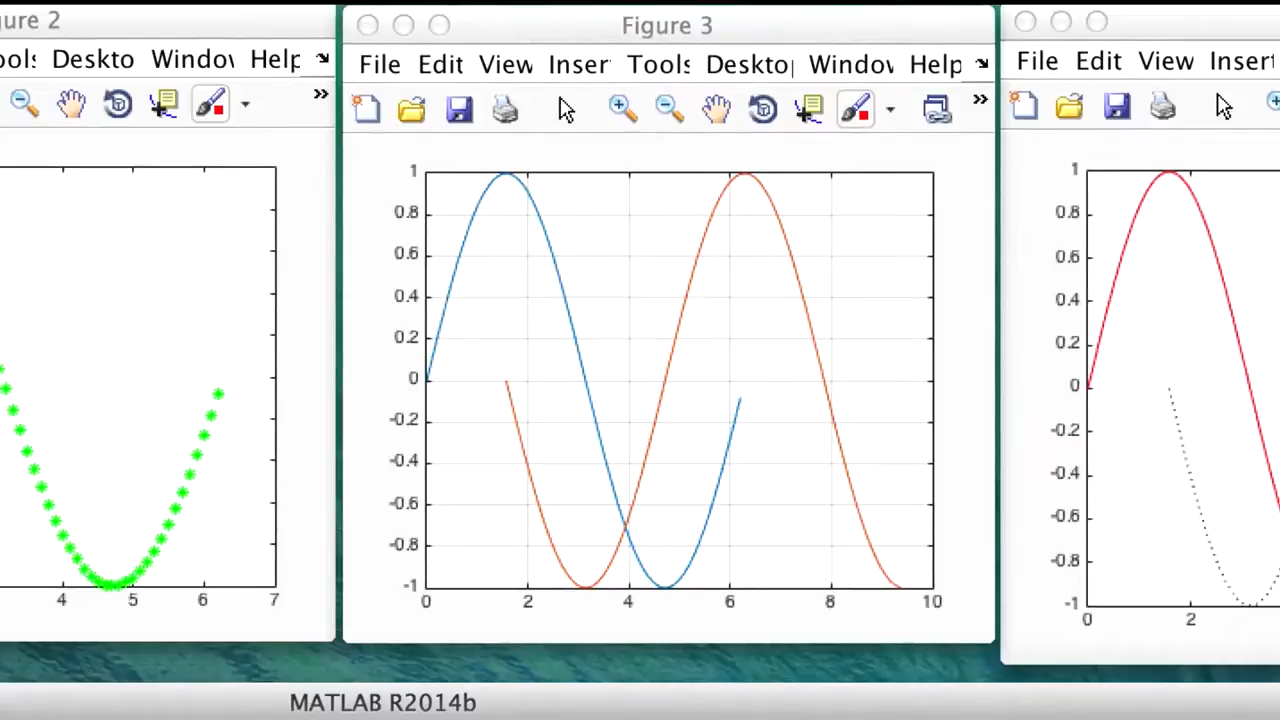 ure 2
ools Deskto Windov Help
4 5 6 7
Figure 3
File Edit View Inser Tools Deskto Windov Help
1
0.8
0.6
0.4
0.2
0
-0.2
-0.4
-0.6
-0.8
-1
0 2 4 6 8 10
File Edit View Insert
1
0.8
0.6
0.4
0.2
0
-0.2
-0.4
-0.6
-0.8
-1
0 2
MATLAB R2014b